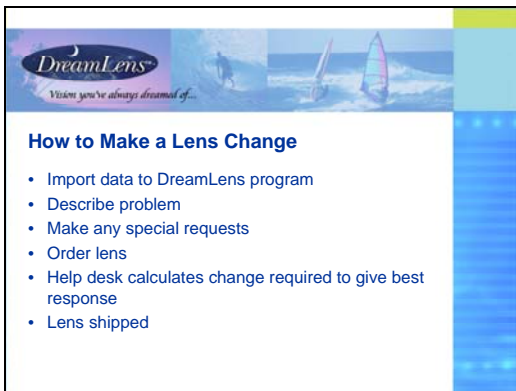 DreamLens
Vision you've always dreamed of...
How to Make a Lens Change
• Import data to DreamLens program
• Describe problem
• Make any special requests
• Order lens
• Help desk calculates change required to give best
response
• Lens shipped